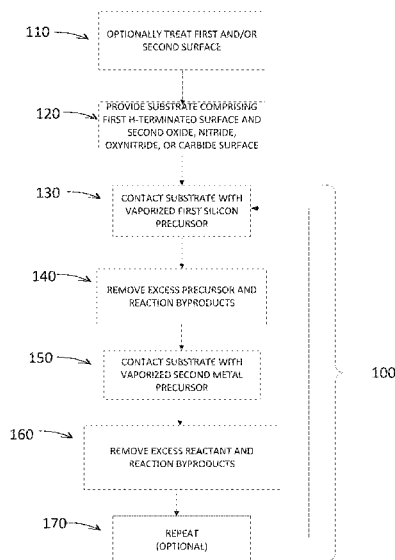 110
OPTIONALLY TREAT FIRST AND/OR
SECOND SURFACE
120
PROVIDE SUBSTRATE COMPRISING
FIRST H-TERMINATED SURFACE AND
SECOND OXIDE, NITRIDE,
OXYNITRIDE, OR CARBIDE SURFACE
130
CONTACT SUBSTRATE WITH
VAPORIZED FIRST SILICON
PRECURSOR
140
REMOVE EXCESS PRECURSOR AND
REACTION BYPRODUCTS
150
CONTACT SUBSTRATE WITH
VAPORIZED SECOND METAL
PRECURSOR
100
160
REMOVE EXCESS REACTANT AND
REACTION BYPRODUCTS
170
REPEAT
(OPTIONAL)